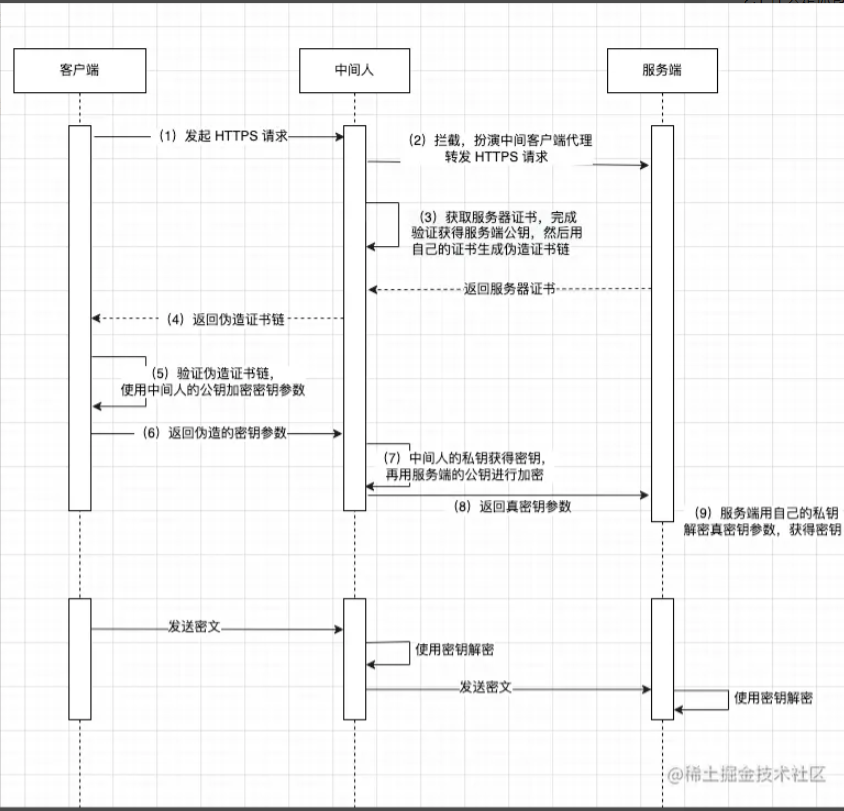 客户端
中间人
服务端
(1) 发起 HTTPS 请求
(2) 拦截，扮演中间客户端代理
转发 HTTPS 请求
(3) 获取服务器证书，完成
验证获得服务端公钥，然后用
自己的证书生成伪造证书链
返回服务器证书
(4) 返回伪造证书链
(5) 验证伪造证书链，
使用中间人的公钥加密密钥参数
(6) 返回伪造的密钥参数
(7) 中间人的私钥获得密钥，
再用服务端的公钥进行加密
(8) 返回真密钥参数
(9) 服务端用自己的私钥
解密真密钥参数，获得密钥
发送密文
使用密钥解密
发送密文
使用密钥解密
@稀土掘金技术社区